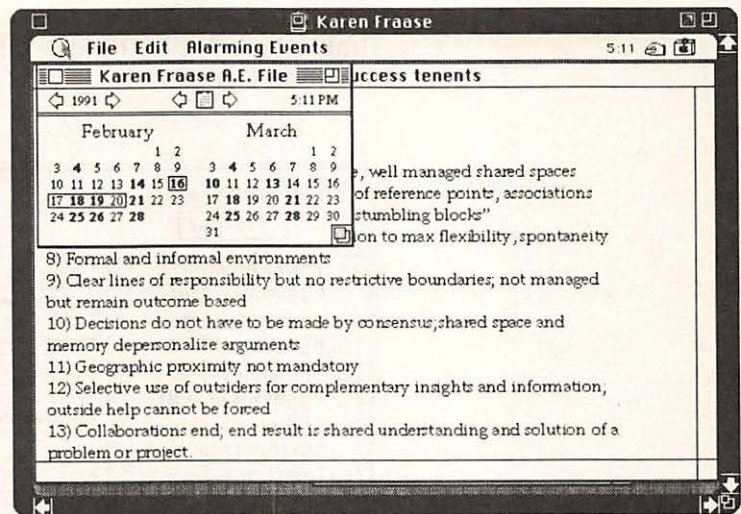 Karen Fraase
File Edit Alarming Events 5:11
Karen Fraase A.E. File
uccess tenents
1991 5:11 PM
February March
1 2 1 2
3 4 5 6 7 8 9 3 4 5 6 7 8 9
10 11 12 13 14 15 16 10 11 12 13 14 15 16
17 18 19 20 21 22 23 17 18 19 20 21 22 23
24 25 26 27 28 24 25 26 27 28 29 30
31
e, well managed shared spaces
of reference points, associations
stumbling blocks"
ion to max flexibility, spontaneity
8) Formal and informal environments
9) Clear lines of responsibility but no restrictive boundaries; not managed
but remain outcome based
10) Decisions do not have to be made by consensus;shared space and
memory depersonalize arguments
11) Geographic proximity not mandatory
12) Selective use of outsiders for complementary insights and information;
outside help cannot be forced
13) Collaborations end; end result is shared understanding and solution of a
problem or project.